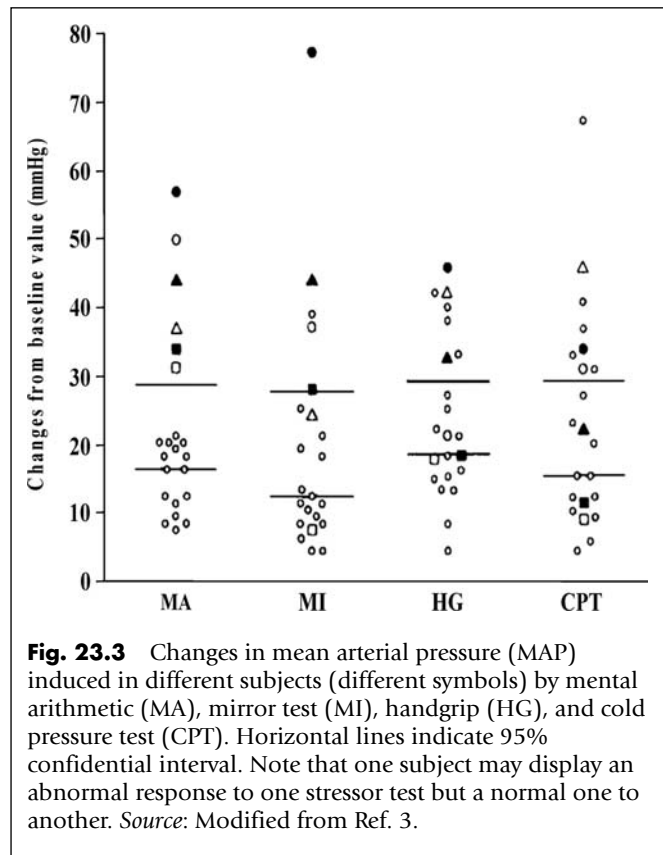 80
70
60
50
40
30
20
10
0
Changes from baseline value (mmHg)
MA MI HG CPT
Fig. 23.3 Changes in mean arterial pressure (MAP)
induced in different subjects (different symbols) by mental
arithmetic (MA), mirror test (MI), handgrip (HG), and cold
pressure test (CPT). Horizontal lines indicate 95%
confidential interval. Note that one subject may display an
abnormal response to one stressor test but a normal one to
another. Source: Modified from Ref. 3.